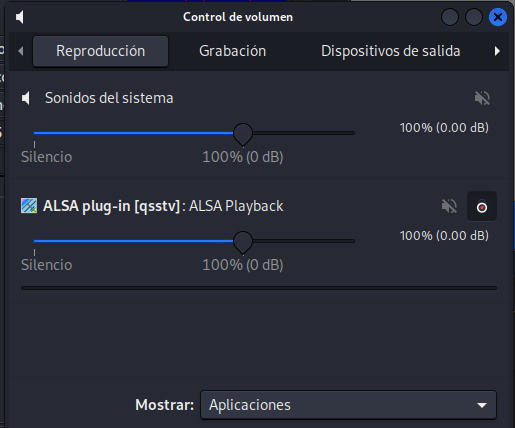 Control de volumen
Reproducción
Grabación
Dispositivos de salida
Sonidos del sistema
100% (0.00 dB)
Silencio
100% (0 dB)
ALSA plug-in [qsstv]: ALSA Playback
100% (0.00 dB)
Silencio
100% (0 dB)
Mostrar:
Aplicaciones